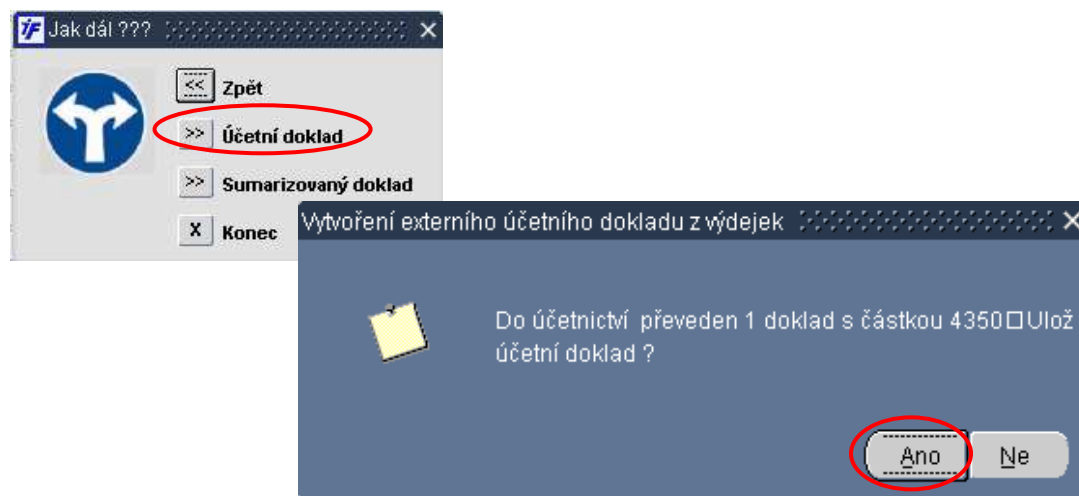 iF Jak dál ???
<< Zpět
>> Účetní doklad
>> Sumarizovaný doklad
X Konec
Vytvoření externího účetního dokladu z výdejek
Do účetnictví převeden 1 doklad s částkou 4350□Ulož
účetní doklad ?
Ano Ne